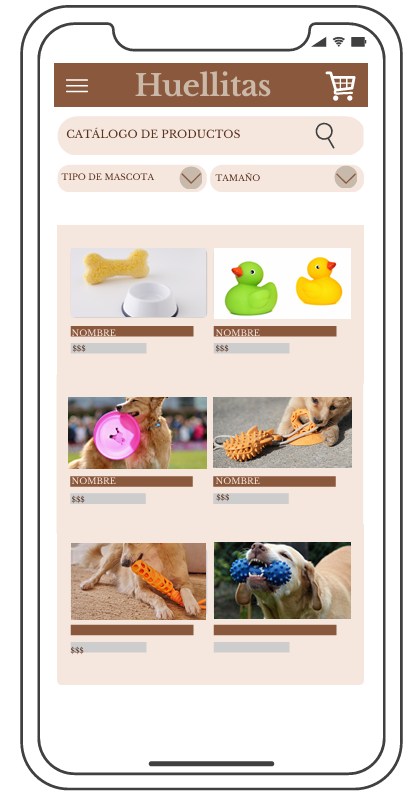 Huellitas
CATÁLOGO DE PRODUCTOS
TIPO DE MASCOTA
TAMAÑO
NOMBRE
$$$
NOMBRE
$$$
NOMBRE
$$$
NOMBRE
$$$
$$$